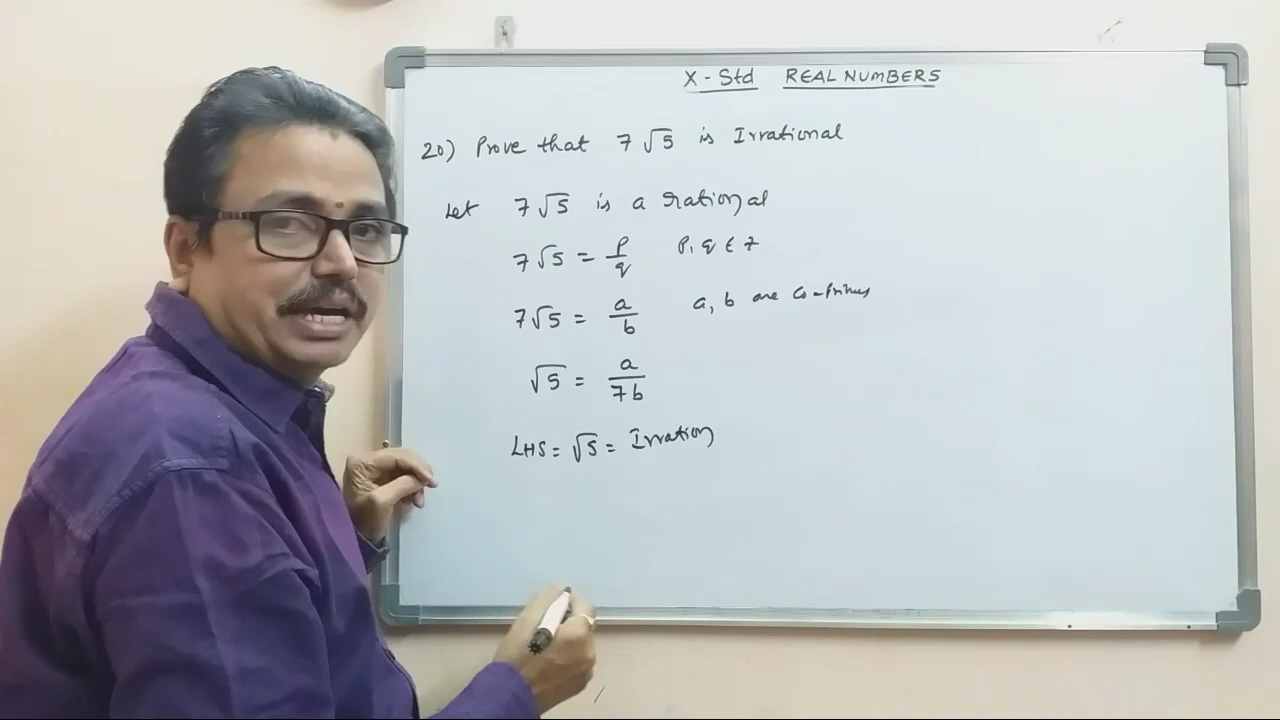 X - Std REAL NUMBERS
20) Prove that 7√5 is Irrational
Let 7√5 is a rational
7√5 = p/q P, q ∈ z
7√5 = a/b a, b are co-primes
√5 = a/7b
LHS = √5 = Irration